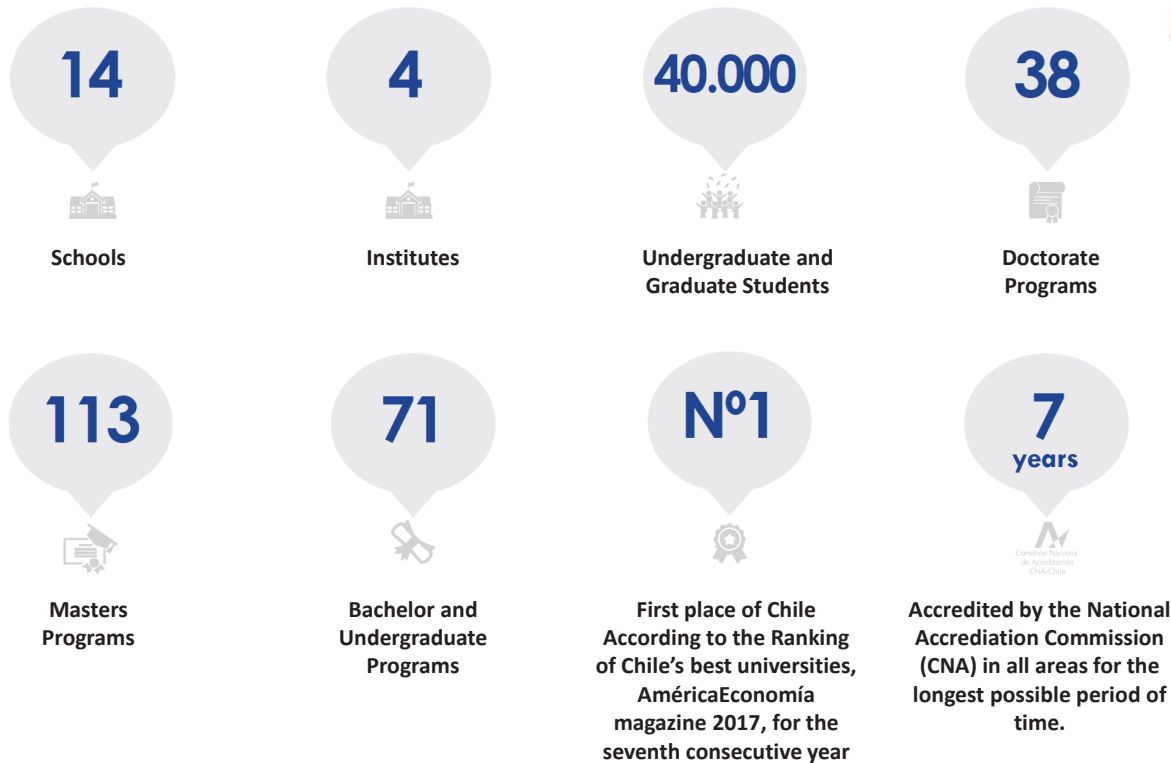 14
Schools
4
Institutes
40.000
Undergraduate and
Graduate Students
38
Doctorate
Programs
113
Masters
Programs
71
Bachelor and
Undergraduate
Programs
Nº1
First place of Chile
According to the Ranking
of Chile’s best universities,
AméricaEconomía
magazine 2017, for the
seventh consecutive year
7
years
Comisión Naciona
de Acreditación
CNA-Chile
Accredited by the National
Accrediation Commission
(CNA) in all areas for the
longest possible period of
time.